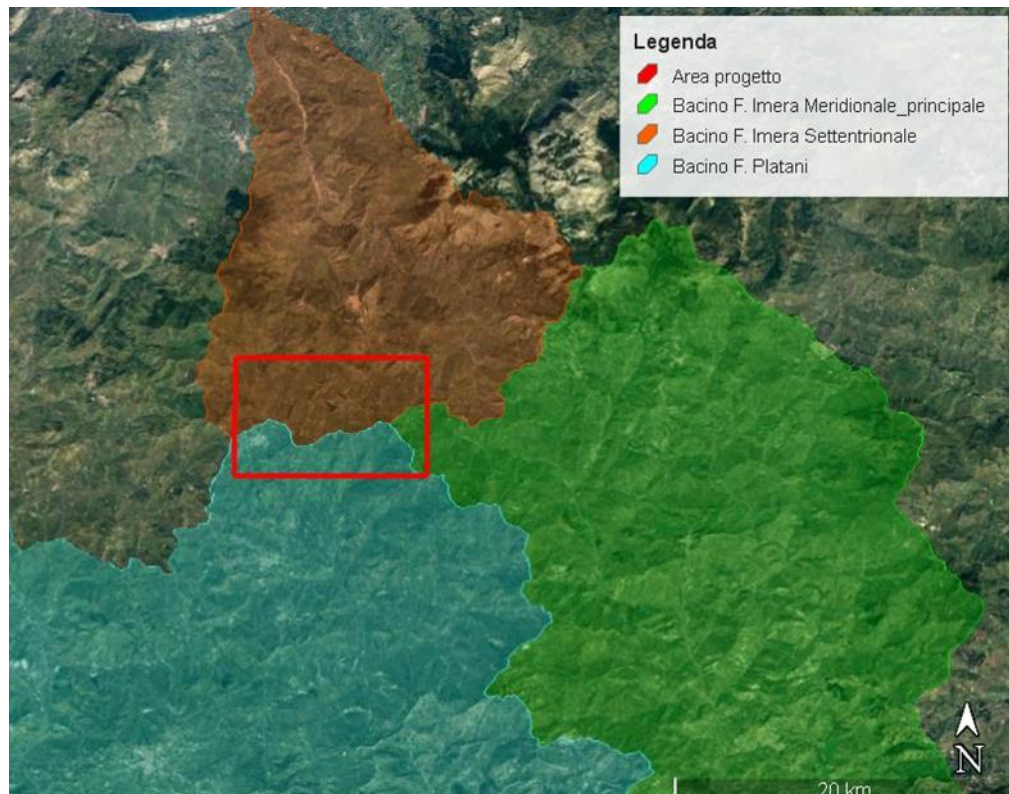 Legenda
Area progetto
Bacino F. Imera Meridionale_principale
Bacino F. Imera Settentrionale
Bacino F. Platani
N
20 km